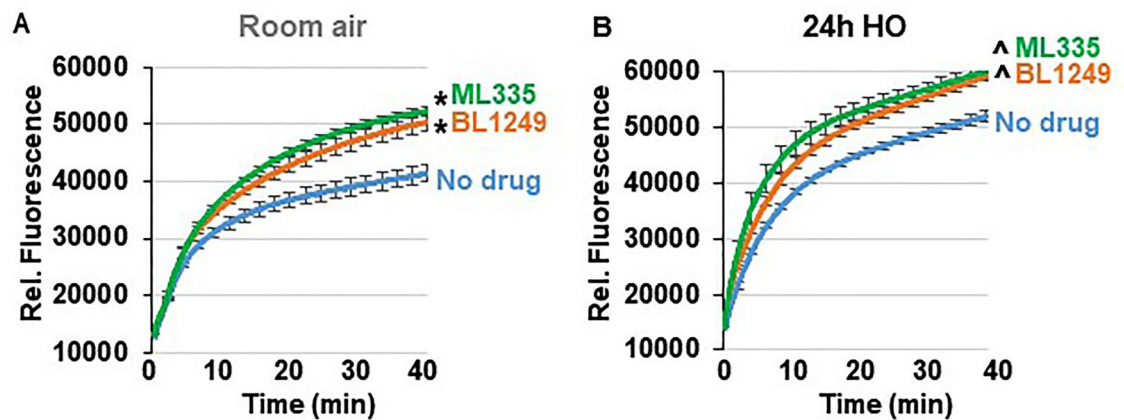 A
Room air
Rel. Fluorescence
60000
50000
40000
30000
20000
10000
0 10 20 30 40
Time (min)
*ML335
*BL1249
No drug
B
24h HO
Rel. Fluorescence
60000
50000
40000
30000
20000
10000
0 10 20 30 40
Time (min)
^ ML335
^ BL1249
No drug